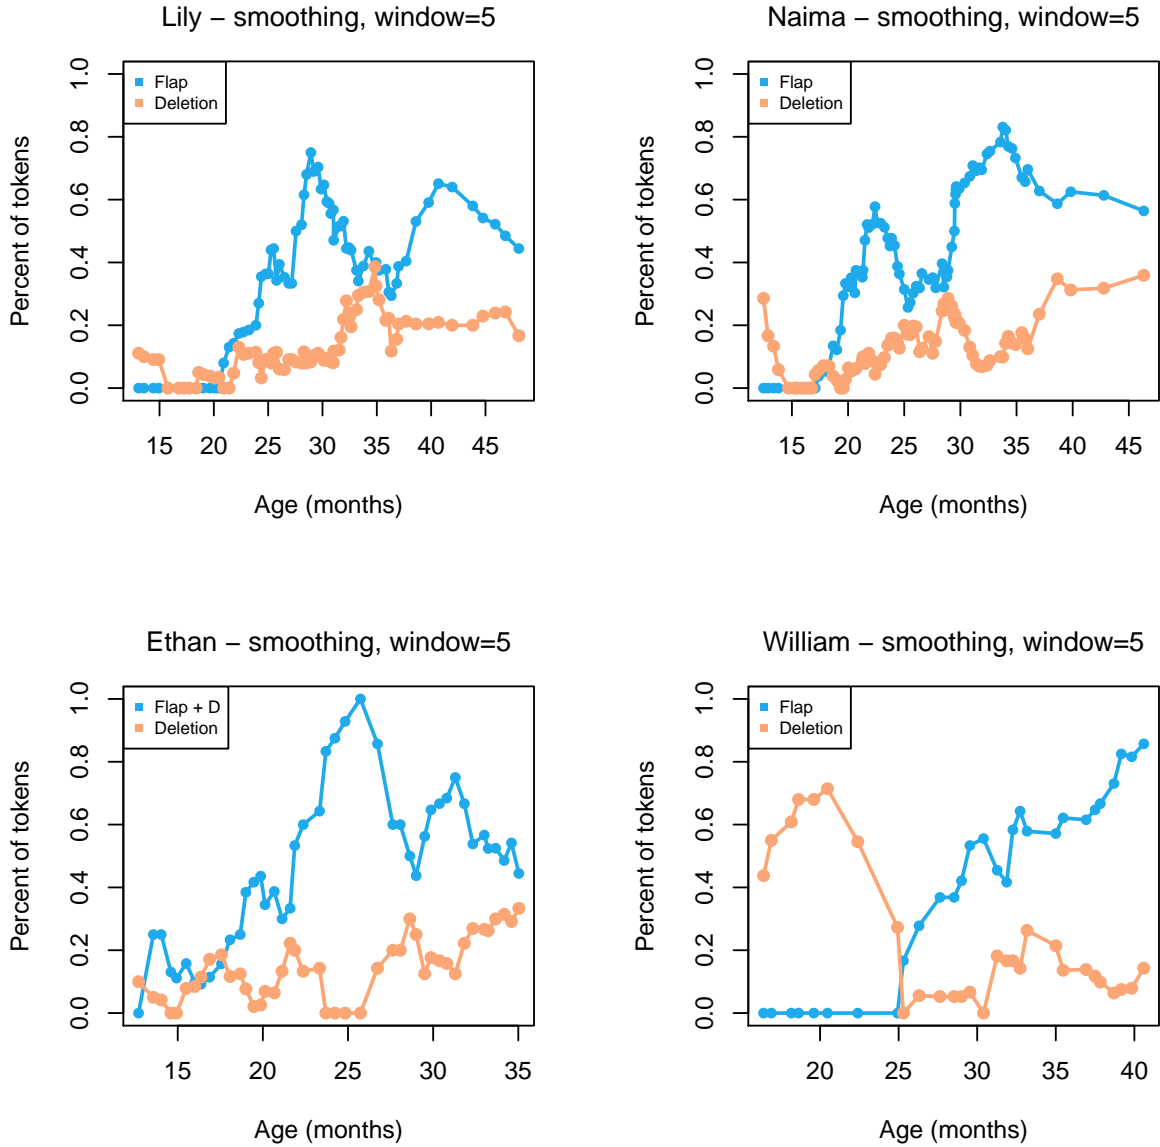 Lily − smoothing, window=5
Flap
Deletion
Percent of tokens
0.0 0.2 0.4 0.6 0.8 1.0
15 20 25 30 35 40 45
Age (months)
Naima − smoothing, window=5
Flap
Deletion
Percent of tokens
0.0 0.2 0.4 0.6 0.8 1.0
15 20 25 30 35 40 45
Age (months)
Ethan − smoothing, window=5
Flap + D
Deletion
Percent of tokens
0.0 0.2 0.4 0.6 0.8 1.0
15 20 25 30 35
Age (months)
William − smoothing, window=5
Flap
Deletion
Percent of tokens
0.0 0.2 0.4 0.6 0.8 1.0
20 25 30 35 40
Age (months)